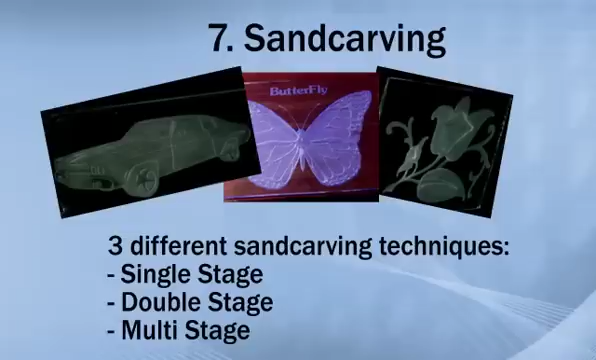 7. Sandcarving
ButterFly
3 different sandcarving techniques:
- Single Stage
- Double Stage
- Multi Stage